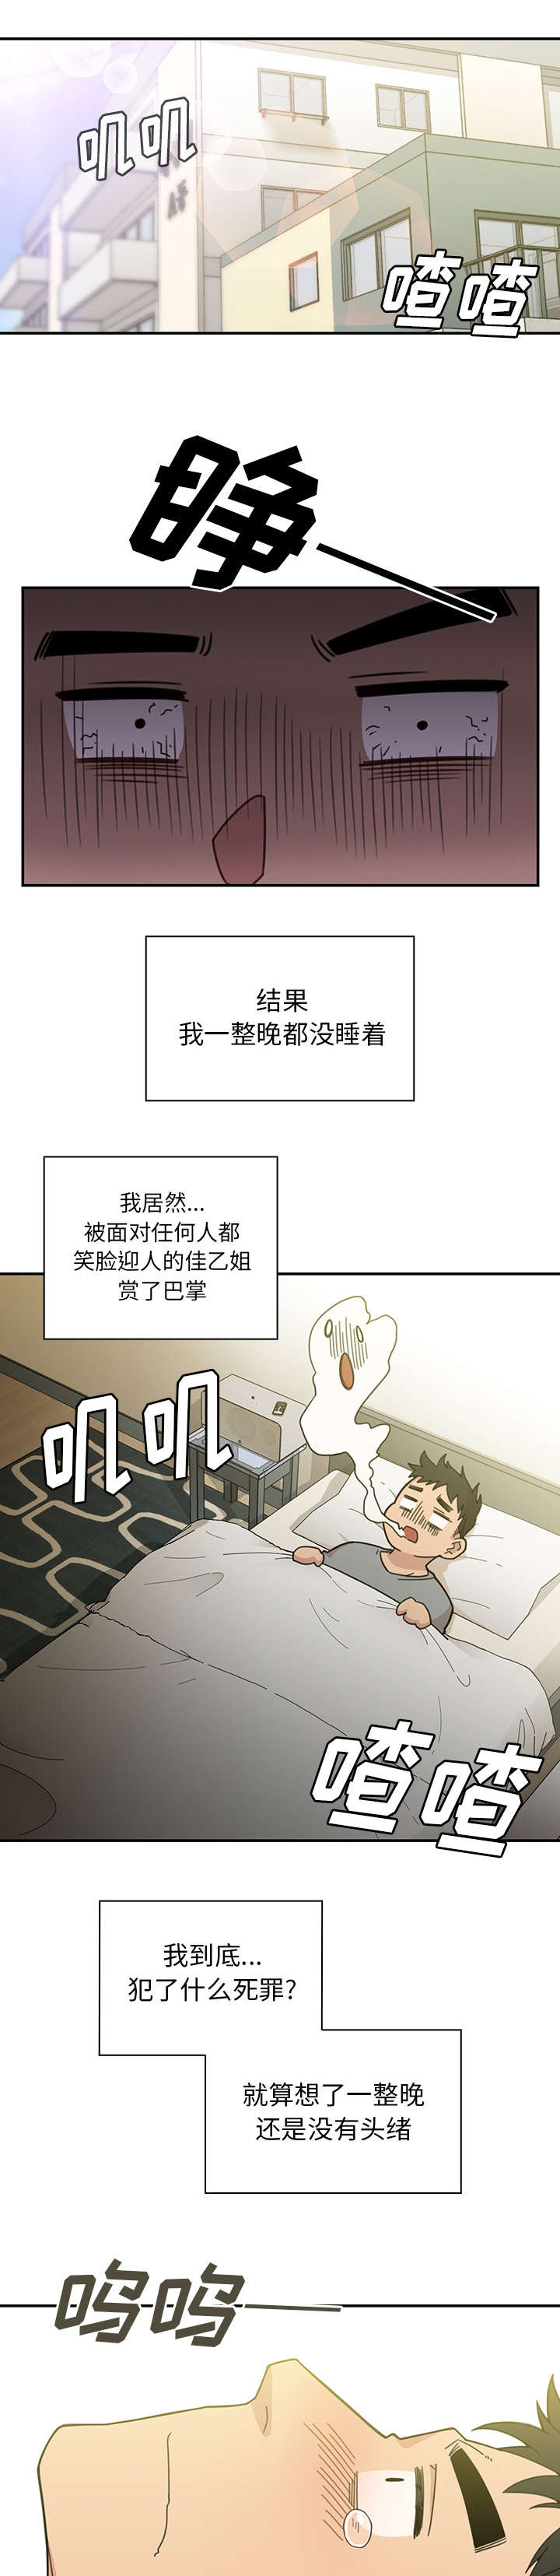 叽叽
喳喳
睁
结果
我一整晚都没睡着
我居然…
被面对任何人都
笑脸迎人的佳乙姐
赏了巴掌
叽叽
喳喳
我到底…
犯了什么死罪?
就算想了一整晚
还是没有头绪
呜呜